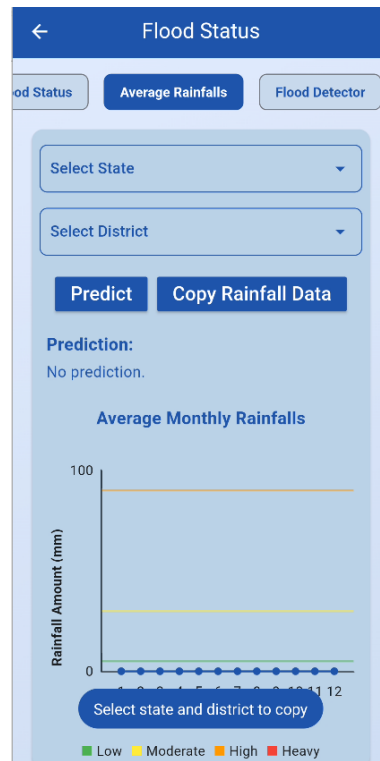 Flood Status
od Status
Average Rainfalls
Flood Detector
Select State
Select District
Predict
Copy Rainfall Data
Prediction:
No prediction.
Average Monthly Rainfalls
100
Rainfall Amount (mm)
0
11 12
Select state and district to copy
Low Moderate High Heavy